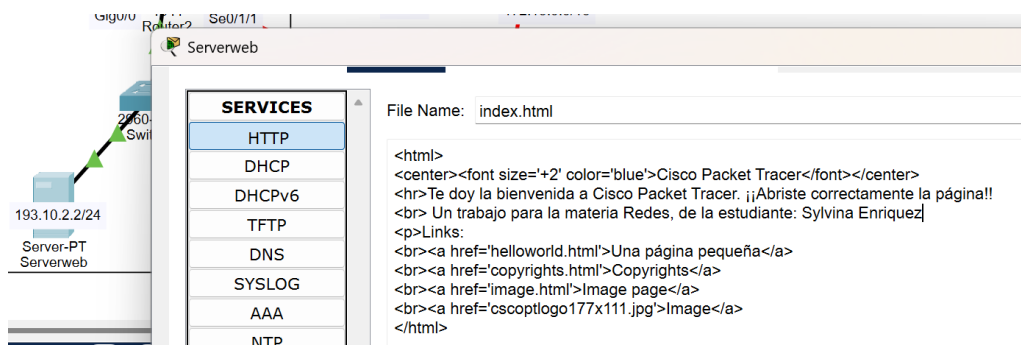 Gig0/0
Router2
Se0/1/1
Serverweb
2960-
Swit
193.10.2.2/24
Server-PT
Serverweb
SERVICES
HTTP
DHCP
DHCPv6
TFTP
DNS
SYSLOG
AAA
NTP
File Name: index.html
<html>
<center><font size='+2' color='blue'>Cisco Packet Tracer</font></center>
<hr>Te doy la bienvenida a Cisco Packet Tracer. ¡¡Abriste correctamente la página!!
<br> Un trabajo para la materia Redes, de la estudiante: Sylvina Enriquez
<p>Links:
<br><a href='helloworld.html'>Una página pequeña</a>
<br><a href='copyrights.html'>Copyrights</a>
<br><a href='image.html'>Image page</a>
<br><a href='cscoptlogo177x111.jpg'>Image</a>
</html>